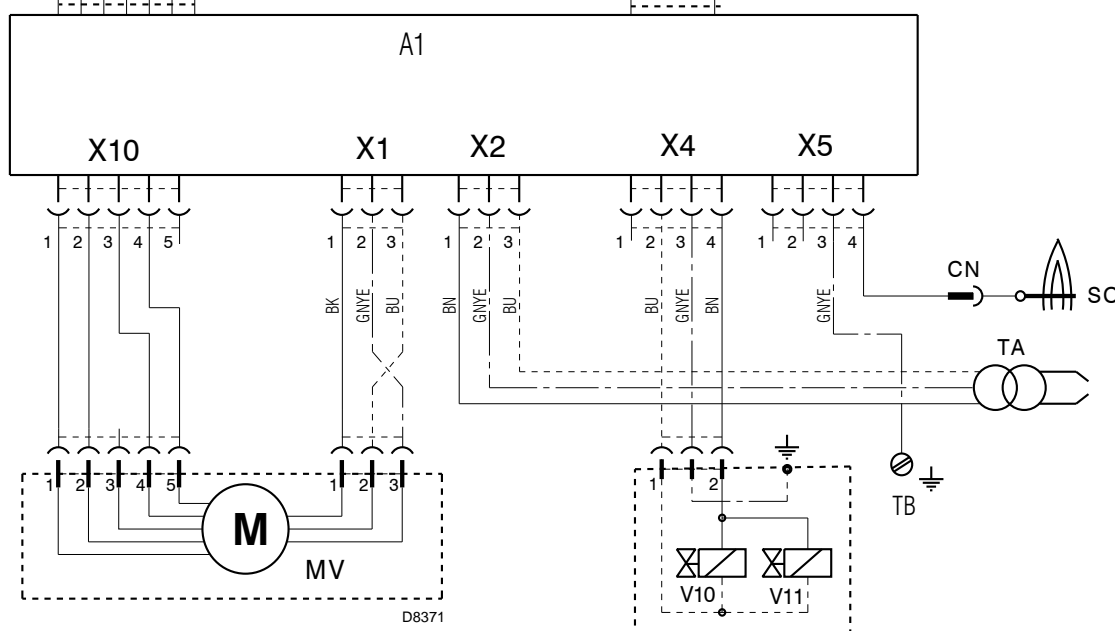 A1
X10 X1 X2 X4 X5
1 2 3 4 5 1 2 3 1 2 3 1 2 3 4 1 2 3 4
BK GNYE BU BN GNYE BU BU GNYE BN GNYE
CN
SO
TA
TB
1 2 3 4 5 1 2 3 1 2
M
MV
V10 V11
D8371